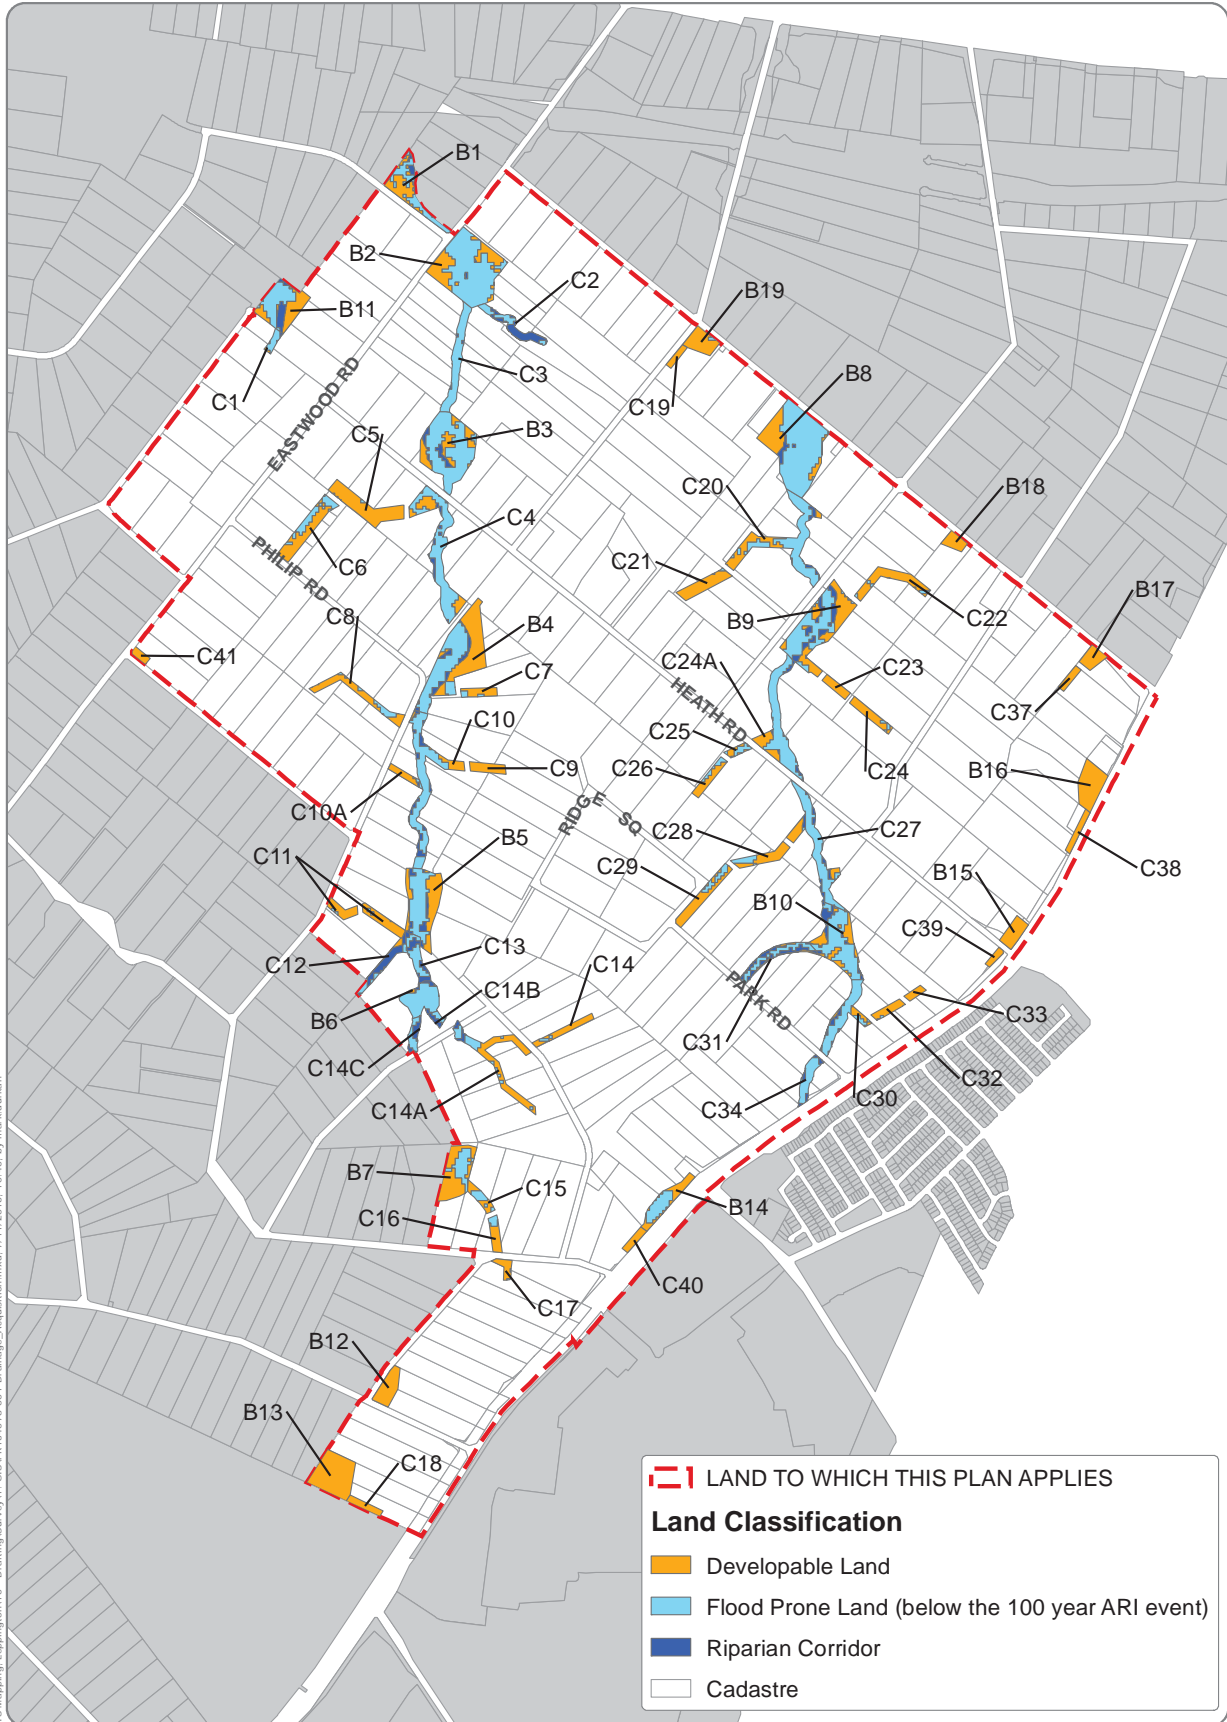 B1
B2
C2
B11
B19
C3
C1
C19
B8
EASTWOOD RD
C5
B3
C20
B18
C4
C21
PHILIP RD
C6
B17
C22
C8
B4
B9
C41
C24A
C7
C23
HEATH RD
C37
C10
C25
C9
C26
C24
B16
C10A
RIDGE SQ
C28
C27
B5
C11
C29
C38
B15
B10
C13
C39
C12
C14
C14B
PARK RD
B6
C33
C31
C14C
C32
C14A
C34
C30
B7
C15
B14
C16
C40
C17
B12
B13
C18
LAND TO WHICH THIS PLAN APPLIES
Land Classification
Developable Land
Flood Prone Land (below the 100 year ARI event)
Riparian Corridor
Cadastre